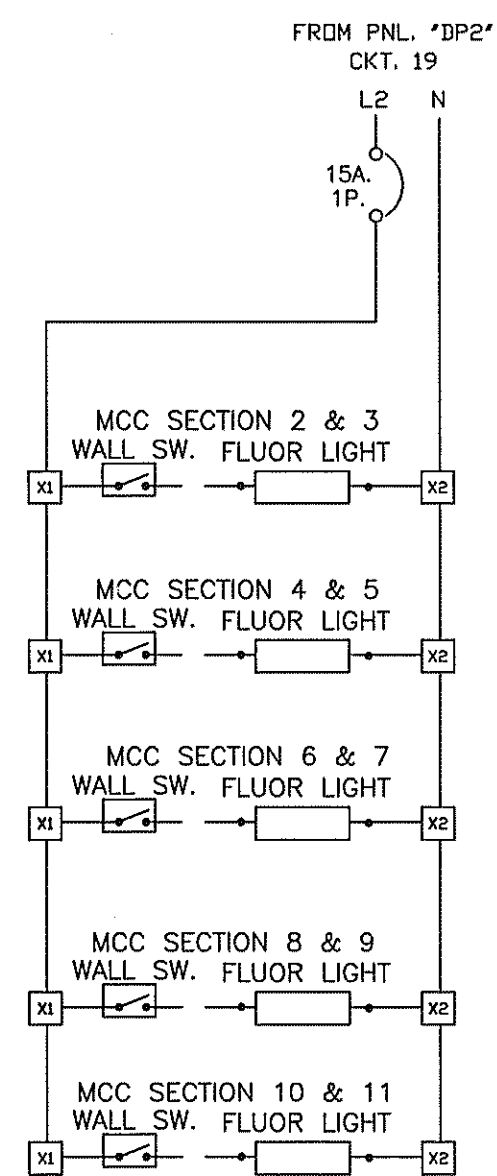 FROM PNL. "DP2"
CKT. 19
L2 N
15A.
1P.
MCC SECTION 2 & 3
WALL SW. FLUOR LIGHT
X1 X2
MCC SECTION 4 & 5
WALL SW. FLUOR LIGHT
X1 X2
MCC SECTION 6 & 7
WALL SW. FLUOR LIGHT
X1 X2
MCC SECTION 8 & 9
WALL SW. FLUOR LIGHT
X1 X2
MCC SECTION 10 & 11
WALL SW. FLUOR LIGHT
X1 X2